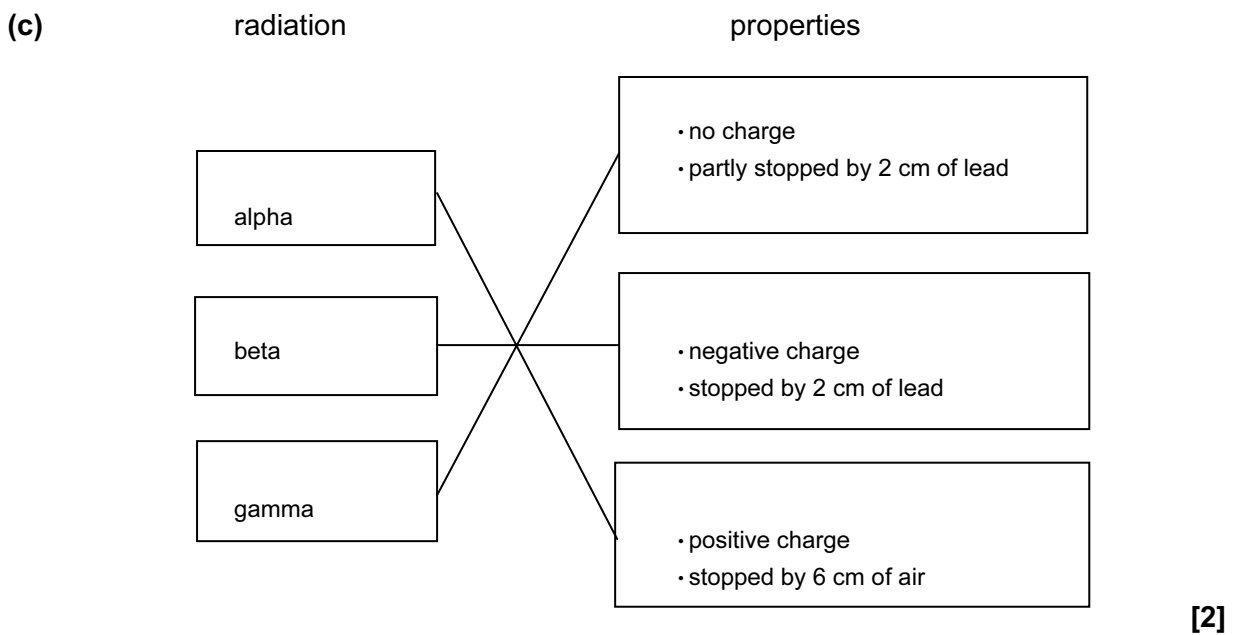 (c) radiation properties
alpha
beta
gamma
· no charge
· partly stopped by 2 cm of lead
· negative charge
· stopped by 2 cm of lead
· positive charge
· stopped by 6 cm of air
[2]